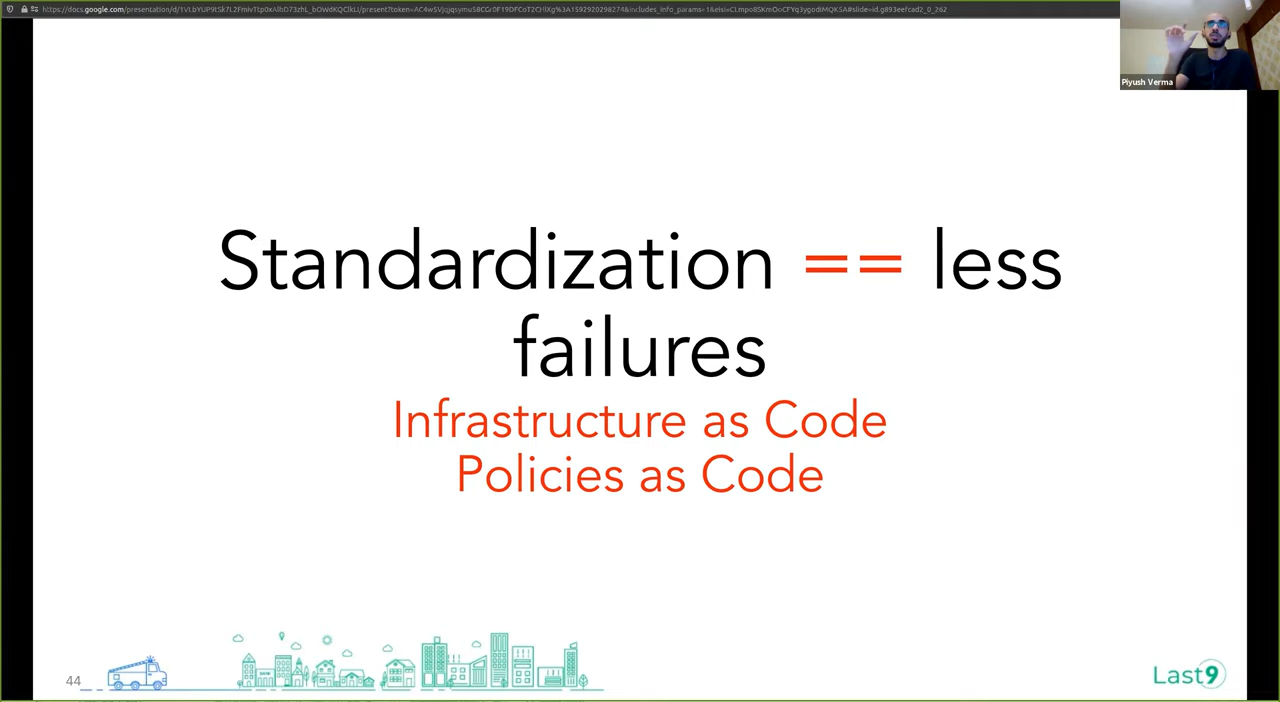 Piyush Verma
Standardization == less
failures
Infrastructure as Code
Policies as Code
44
Last9